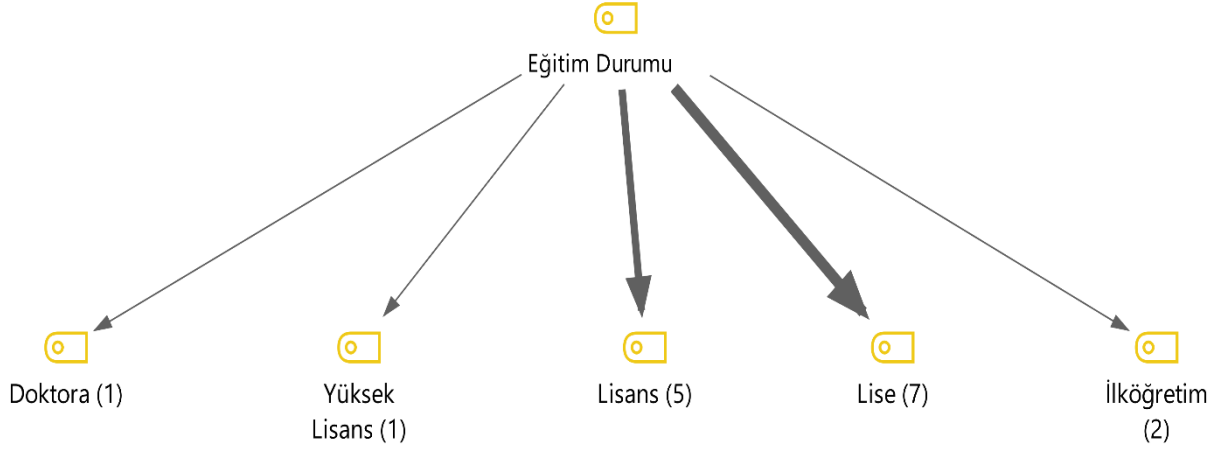 Eğitim Durumu
Doktora (1)
Yüksek
Lisans (1)
Lisans (5)
Lise (7)
İlköğretim
(2)